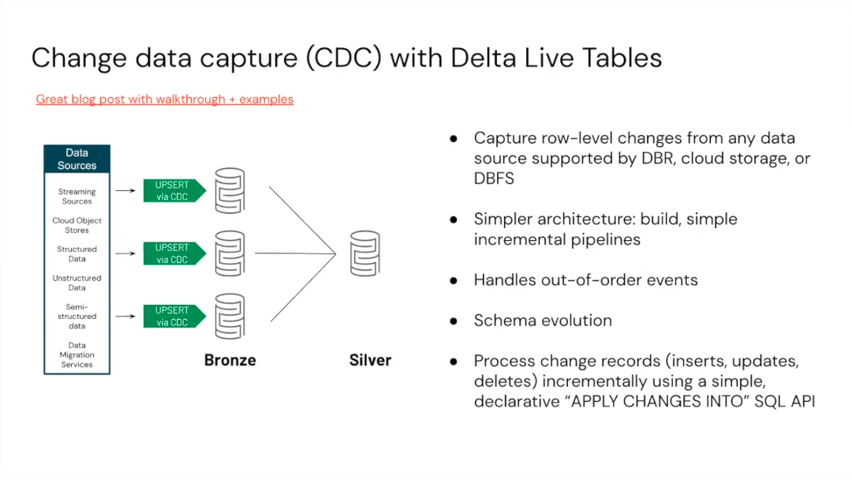 Change data capture (CDC) with Delta Live Tables
Great blog post with walkthrough + examples
Data
Sources
Streaming
Sources
Cloud Object
Stores
Structured
Data
Unstructured
Data
Semi-
structured
data
Data
Migration
Services
UPSERT
via CDC
UPSERT
via CDC
UPSERT
via CDC
Bronze
Silver
● Capture row-level changes from any data
source supported by DBR, cloud storage, or
DBFS
● Simpler architecture: build, simple
incremental pipelines
● Handles out-of-order events
● Schema evolution
● Process change records (inserts, updates,
deletes) incrementally using a simple,
declarative “APPLY CHANGES INTO” SQL API